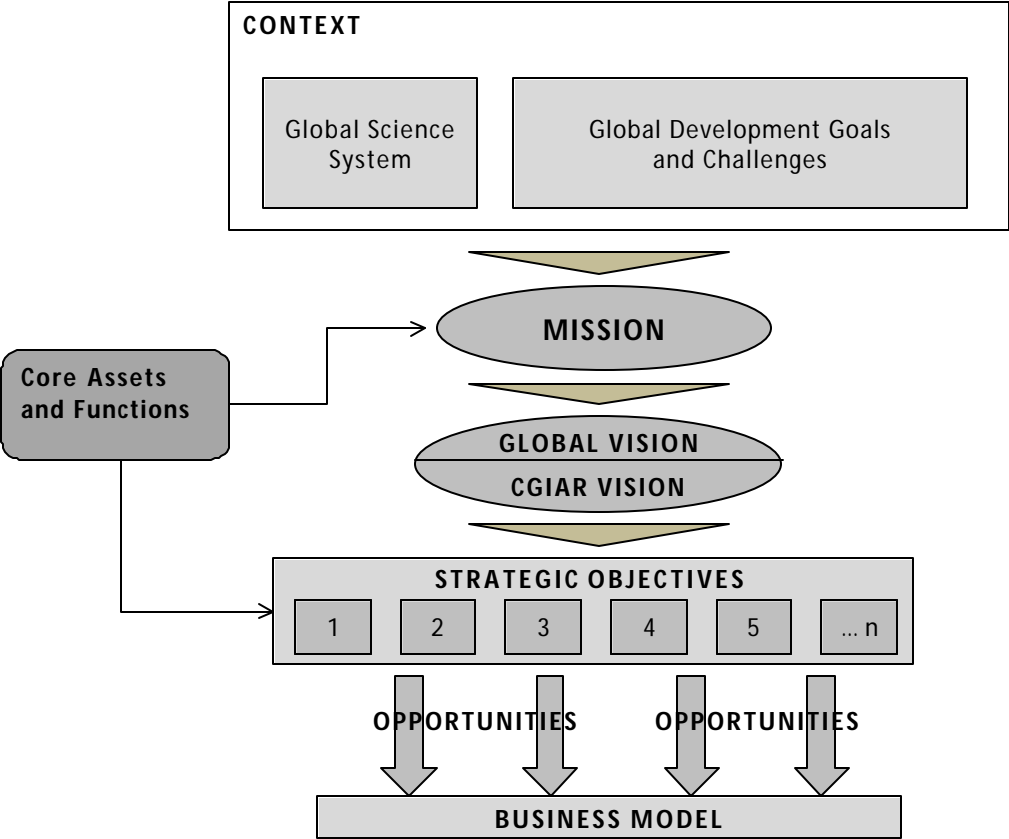 CONTEXT
Global Science
System
Global Development Goals
and Challenges
MISSION
Core Assets
and Functions
GLOBAL VISION
CGIAR VISION
STRATEGIC OBJECTIVES
1
2
3
4
5
... n
OPPORTUNITIES
OPPORTUNITIES
BUSINESS MODEL